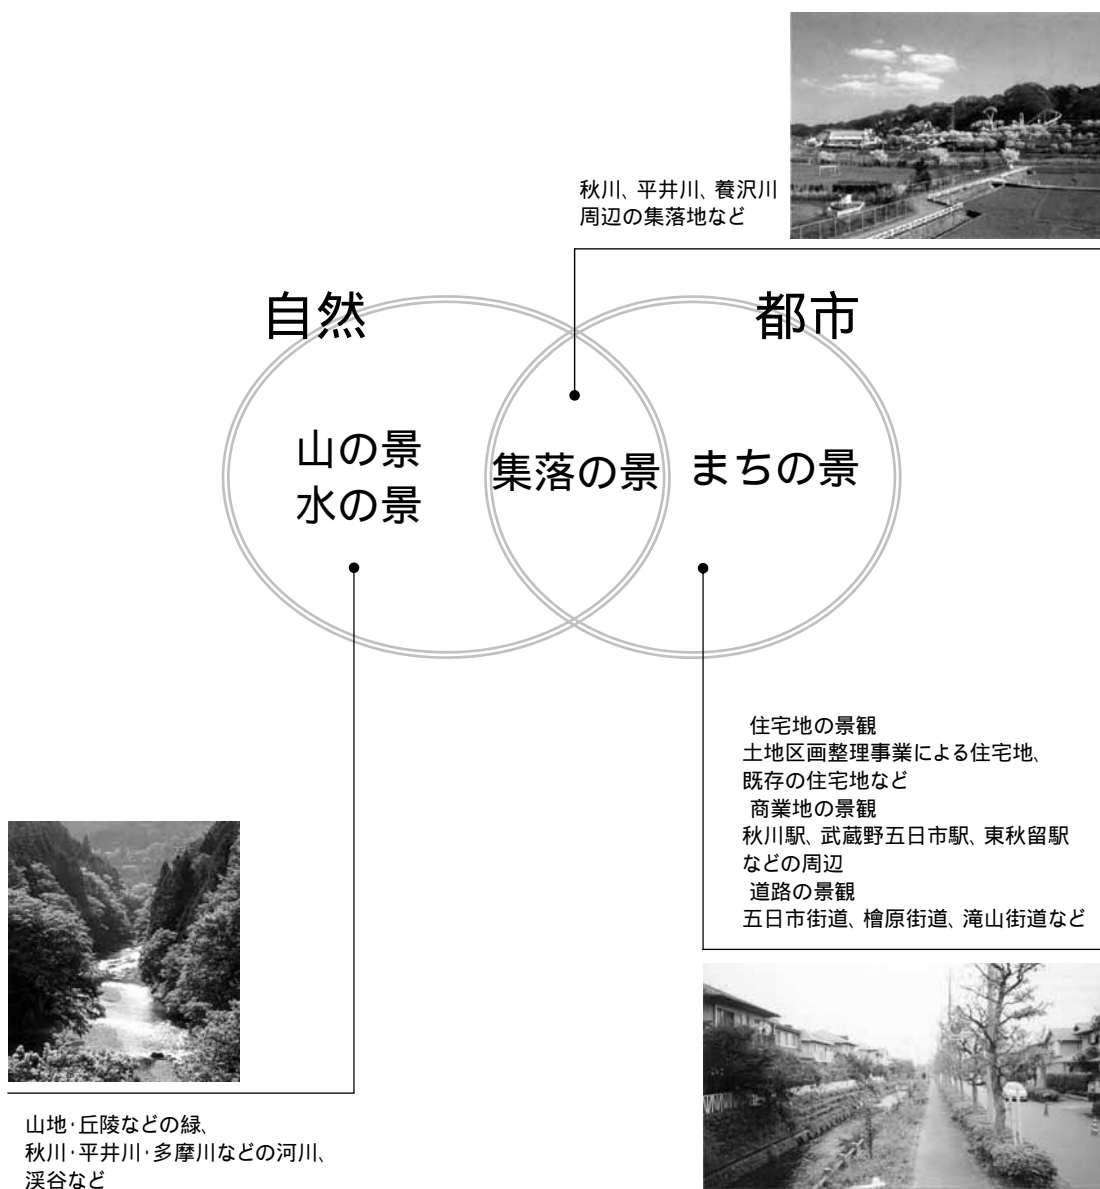 秋川、平井川、養沢川
周辺の集落地など
自然
都市
山の景
水の景
集落の景
まちの景
住宅地の景観
土地区画整理事業による住宅地、
既存の住宅地など
商業地の景観
秋川駅、武蔵野五日市駅、東秋留駅
などの周辺
道路の景観
五日市街道、檜原街道、滝山街道など
山地・丘陵などの緑、
秋川・平井川・多摩川などの河川、
渓谷など